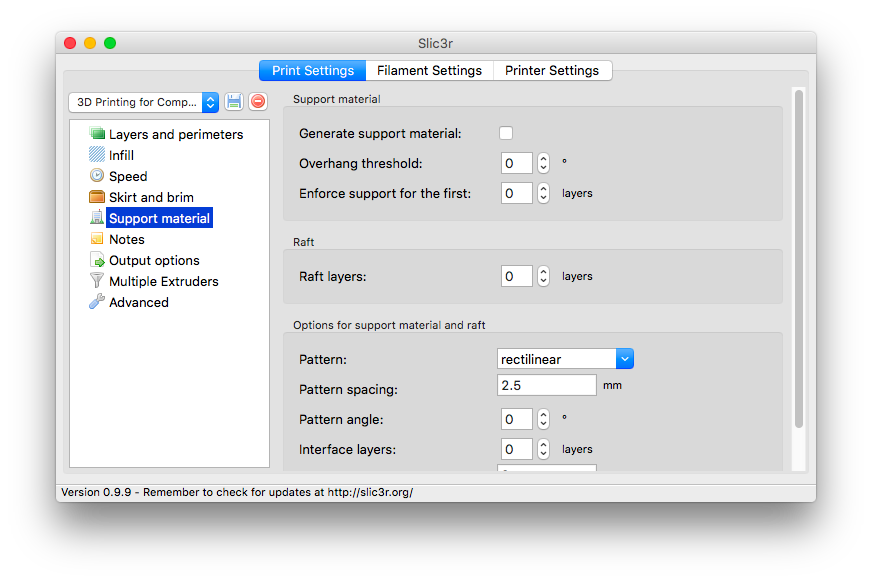 Slic3r
Print Settings Filament Settings Printer Settings
3D Printing for Comp...
Layers and perimeters
Infill
Speed
Skirt and brim
Support material
Notes
Output options
Multiple Extruders
Advanced
Support material
Generate support material:
Overhang threshold: 0 °
Enforce support for the first: 0 layers
Raft
Raft layers: 0 layers
Options for support material and raft
Pattern: rectilinear
Pattern spacing: 2.5 mm
Pattern angle: 0 °
Interface layers: 0 layers
Version 0.9.9 - Remember to check for updates at http://slic3r.org/